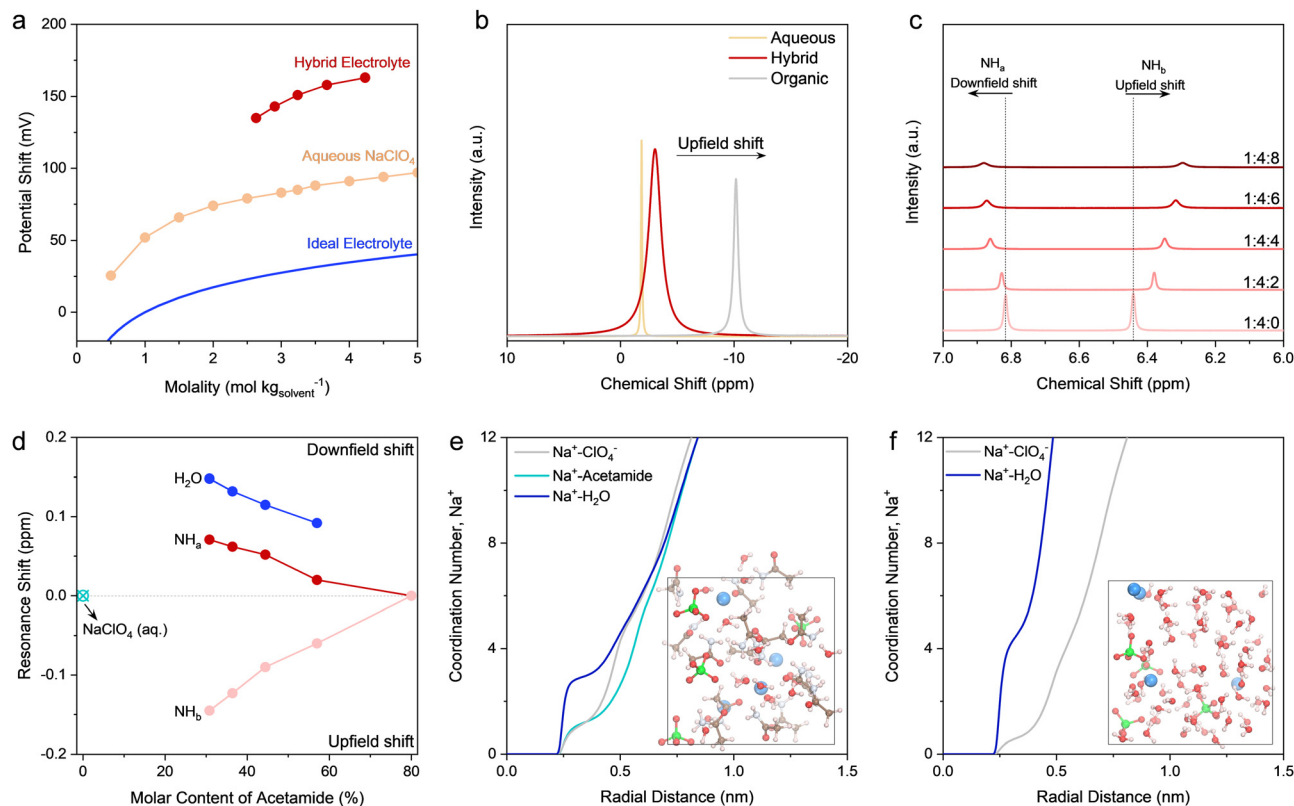 a
200
150
100
50
0
Potential Shift (mV)
Hybrid Electrolyte
Aqueous NaClO₄
Ideal Electrolyte
0 1 2 3 4 5
Molality (mol kgsolvent⁻¹)
b
Intensity (a.u.)
Aqueous
Hybrid
Organic
Upfield shift
10 0 -10 -20
Chemical Shift (ppm)
c
Intensity (a.u.)
NHₐ
Downfield shift
NHb
Upfield shift
1:4:8
1:4:6
1:4:4
1:4:2
1:4:0
7.0 6.8 6.6 6.4 6.2 6.0
Chemical Shift (ppm)
d
0.2
0.1
0.0
-0.1
-0.2
Resonance Shift (ppm)
Downfield shift
H₂O
NHₐ
NaClO₄ (aq.)
NHb
Upfield shift
0 20 40 60 80
Molar Content of Acetamide (%)
e
12
8
4
0
Coordination Number, Na⁺
Na⁺-ClO₄⁻
Na⁺-Acetamide
Na⁺-H₂O
0.0 0.5 1.0 1.5
Radial Distance (nm)
f
12
8
4
0
Coordination Number, Na⁺
Na⁺-ClO₄⁻
Na⁺-H₂O
0.0 0.5 1.0 1.5
Radial Distance (nm)